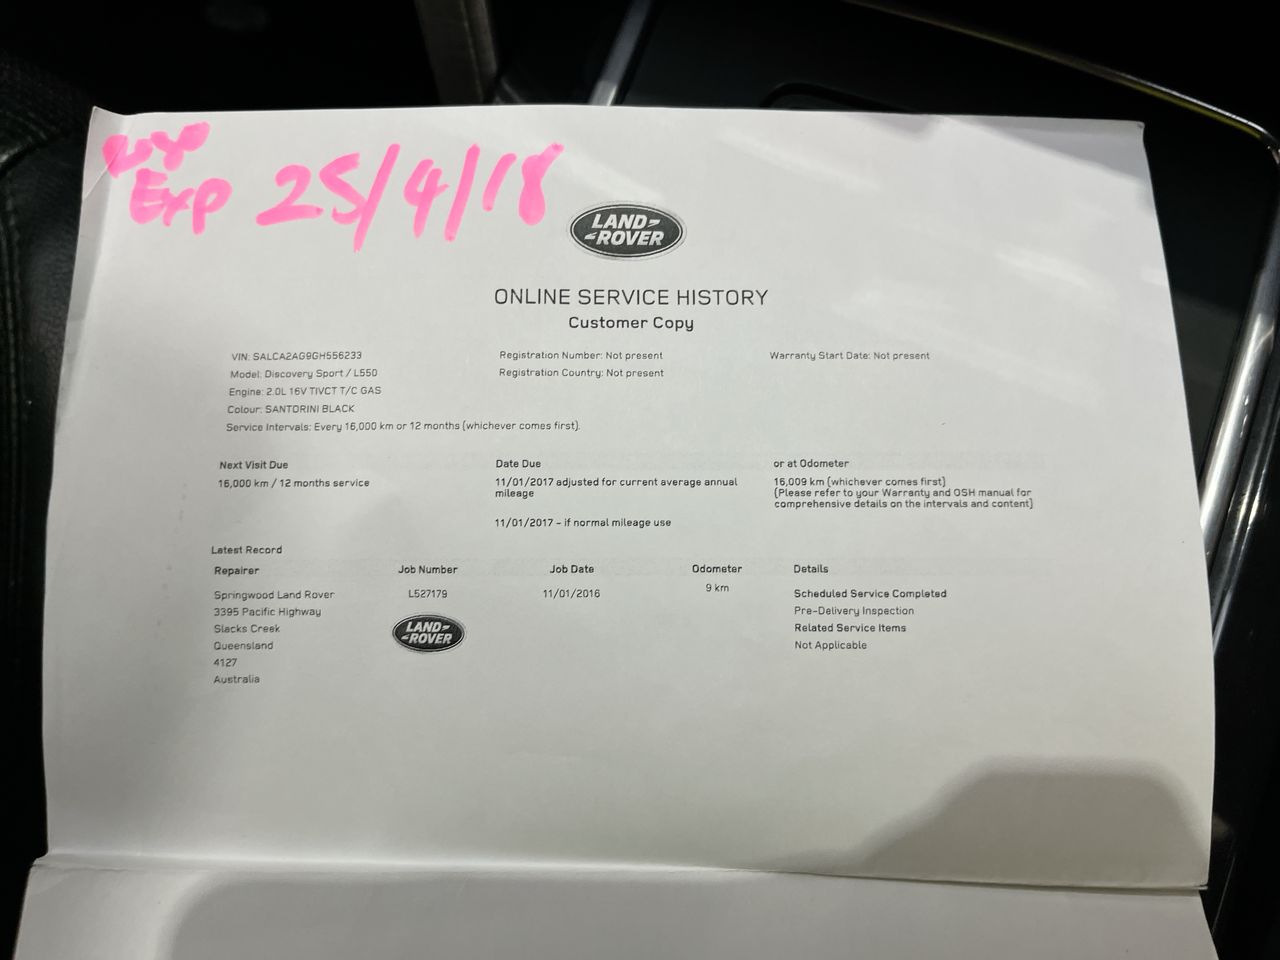 Exp 25/4/18
LAND
ROVER
ONLINE SERVICE HISTORY
Customer Copy
VIN: SALCA2AG9GH556233
Registration Number: Not present
Warranty Start Date: Not present
Model: Discovery Sport / L550
Registration Country: Not present
Engine: 2.0L 16V TIVCT T/C GAS
Colour: SANTORINI BLACK
Service Intervals: Every 16,000 km or 12 months (whichever comes first).
Next Visit Due
Date Due
or at Odometer
16,000 km / 12 months service
11/01/2017 adjusted for current average annual
mileage
11/01/2017 - if normal mileage use
16,009 km (whichever comes first)
(Please refer to your Warranty and OSH manual for
comprehensive details on the intervals and content)
Latest Record
Repairer
Job Number
Job Date
Odometer
Details
Springwood Land Rover
3395 Pacific Highway
Slacks Creek
Queensland
4127
Australia
L527179
LAND
ROVER
11/01/2016
9 km
Scheduled Service Completed
Pre-Delivery Inspection
Related Service Items
Not Applicable